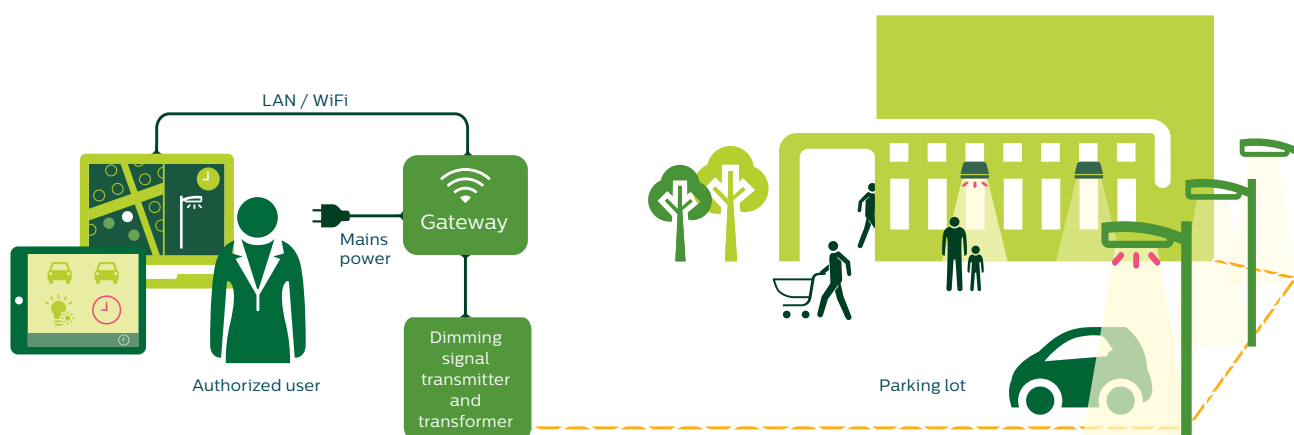 LAN / WiFi
Gateway
Mains
power
Dimming
signal
transmitter
and
transformer
Authorized user
Parking lot